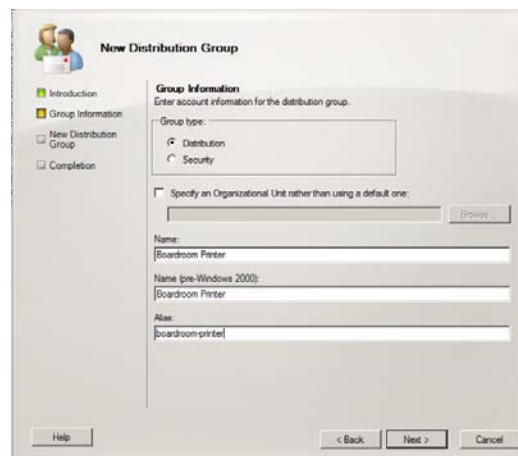 New Distribution Group
Introduction
Group Information
New Distribution
Group
Completion
Group Information
Enter account information for the distribution group.
Group type:
Distribution
Security
Specify an Organizational Unit rather than using a default one:
Browse...
Name:
Boardroom Printer
Name (pre-Windows 2000):
Boardroom Printer
Alias:
boardroom-printer
Help
< Back
Next >
Cancel